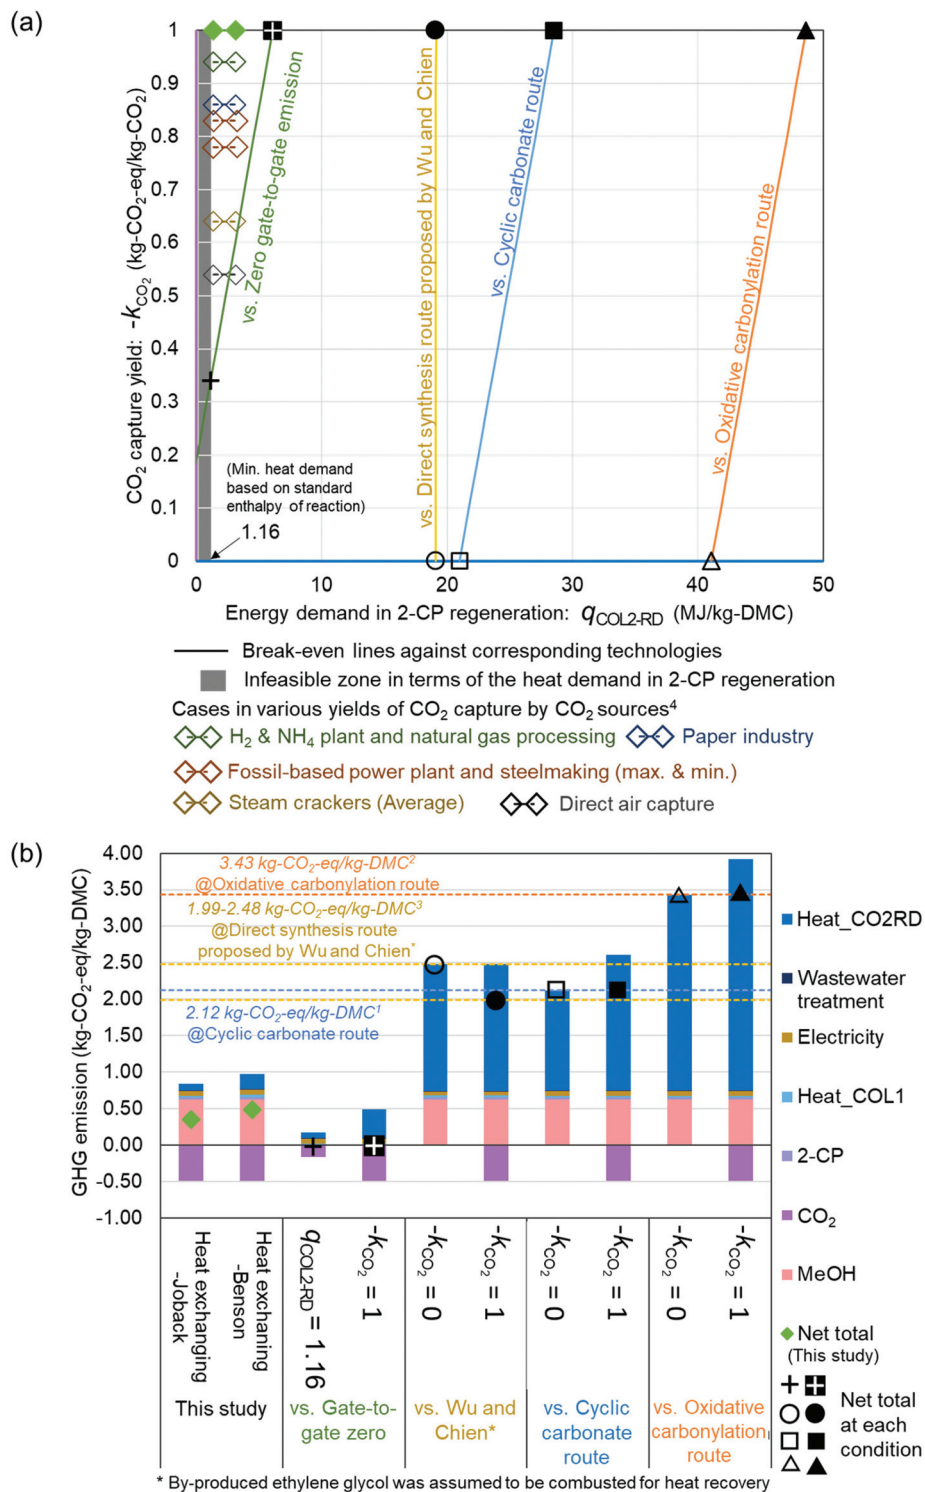 (a)
CO2 capture yield: -kCO2 (kg-CO2-eq/kg-CO2)
1
0.9
0.8
0.7
0.6
0.5
0.4
0.3
0.2
0.1
0
vs. Zero gate-to-gate emission
vs. Direct synthesis route proposed by Wu and Chien
vs. Cyclic carbonate route
vs. Oxidative carbonylation route
(Min. heat demand
based on standard
enthalpy of reaction)
1.16
0 10 20 30 40 50
Energy demand in 2-CP regeneration: qCOL2-RD (MJ/kg-DMC)
Break-even lines against corresponding technologies
Infeasible zone in terms of the heat demand in 2-CP regeneration
Cases in various yields of CO2 capture by CO2 sources4
H2 & NH4 plant and natural gas processing Paper industry
Fossil-based power plant and steelmaking (max. & min.)
Steam crackers (Average) Direct air capture
(b)
GHG emission (kg-CO2-eq/kg-DMC)
4.00
3.50
3.00
2.50
2.00
1.50
1.00
0.50
0.00
-0.50
-1.00
3.43 kg-CO2-eq/kg-DMC2
@Oxidative carbonylation route
1.99-2.48 kg-CO2-eq/kg-DMC3
@Direct synthesis route
proposed by Wu and Chien*
2.12 kg-CO2-eq/kg-DMC1
@Cyclic carbonate route
Heat exchanging
-Joback
Heat exchaning
-Benson
qCOL2-RD = 1.16
-kCO2 = 1
-kCO2 = 0
-kCO2 = 1
-kCO2 = 0
-kCO2 = 1
-kCO2 = 0
-kCO2 = 1
This study
vs. Gate-to-
gate zero
vs. Wu and
Chien*
vs. Cyclic
carbonate
route
vs. Oxidative
carbonylation
route
Heat_CO2RD
Wastewater
treatment
Electricity
Heat_COL1
2-CP
CO2
MeOH
Net total
(This study)
Net total
at each
condition
* By-produced ethylene glycol was assumed to be combusted for heat recovery